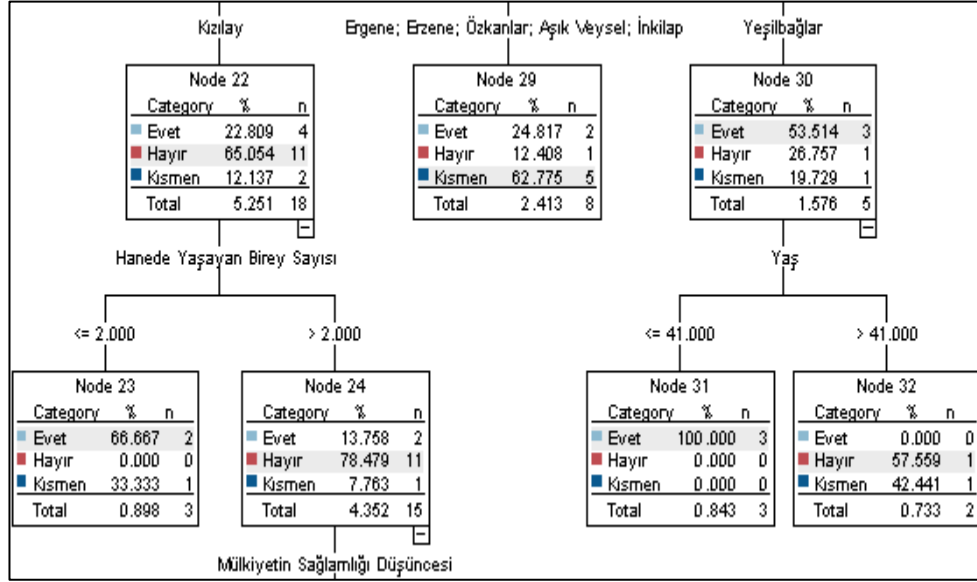 Kızılay
Ergene; Erzene; Özkanlar; Aşık Veysel; İnkilap
Yeşilbağlar
Node 22
Category % n
Evet 22.809 4
Hayır 65.054 11
Kısmen 12.137 2
Total 5.251 18
Node 29
Category % n
Evet 24.817 2
Hayır 12.408 1
Kısmen 62.775 5
Total 2.413 8
Node 30
Category % n
Evet 53.514 3
Hayır 26.757 1
Kısmen 19.729 1
Total 1.576 5
Hanede Yaşayan Birey Sayısı
Yaş
<= 2.000
> 2.000
<= 41.000
> 41.000
Node 23
Category % n
Evet 66.667 2
Hayır 0.000 0
Kısmen 33.333 1
Total 0.898 3
Node 24
Category % n
Evet 13.758 2
Hayır 78.479 11
Kısmen 7.763 1
Total 4.352 15
Node 31
Category % n
Evet 100.000 3
Hayır 0.000 0
Kısmen 0.000 0
Total 0.843 3
Node 32
Category % n
Evet 0.000 0
Hayır 57.559 1
Kısmen 42.441 1
Total 0.733 2
Mülkiyetin Sağlamlığı Düşüncesi